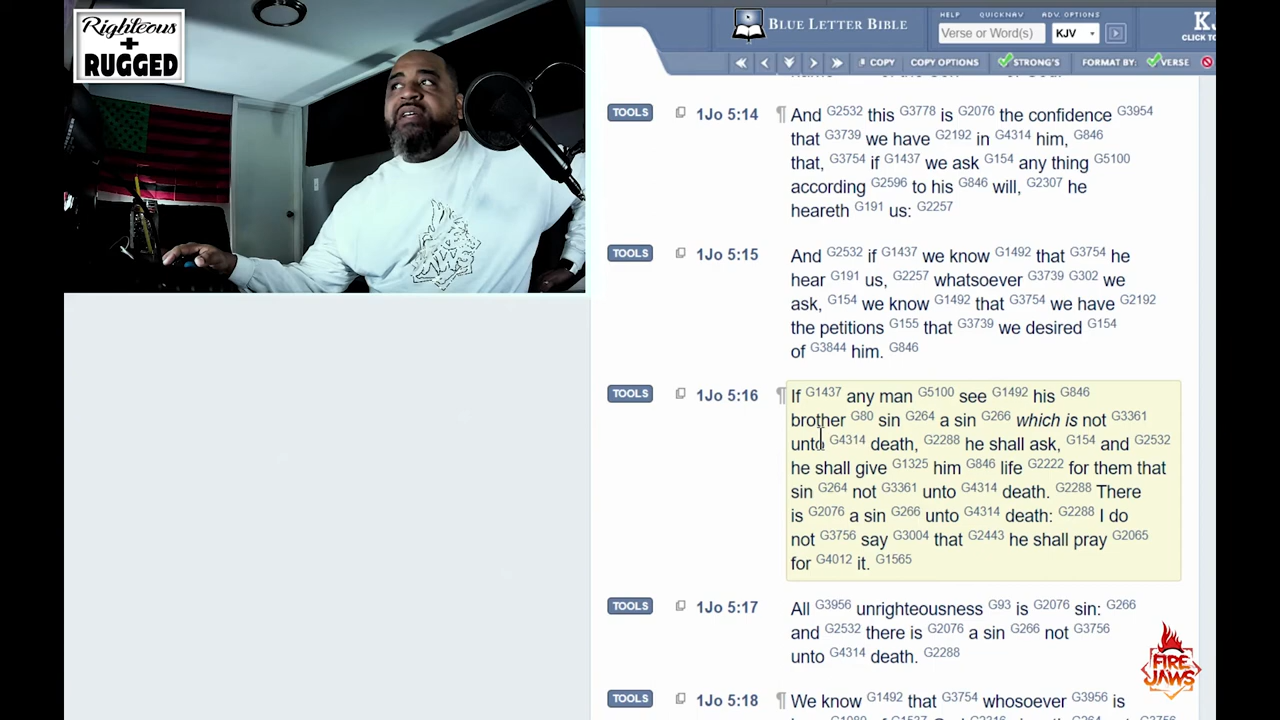 Righteous
+
RUGGED
BLUE LETTER BIBLE
HELP QUICKNAV ADV. OPTIONS
Verse or Word(s) KJV
K
CLICK TO
COPY COPY OPTIONS STRONG'S FORMAT BY: VERSE
TOOLS 1Jo 5:14 ¶ And G2532 this G3778 is G2076 the confidence G3954
that G3739 we have G2192 in G4314 him, G846
that, G3754 if G1437 we ask G154 any thing G5100
according G2596 to his G846 will, G2307 he
heareth G191 us: G2257
TOOLS 1Jo 5:15 And G2532 if G1437 we know G1492 that G3754 he
hear G191 us, G2257 whatsoever G3739 G302 we
ask, G154 we know G1492 that G3754 we have G2192
the petitions G155 that G3739 we desired G154
of G3844 him. G846
TOOLS 1Jo 5:16 ¶ If G1437 any man G5100 see G1492 his G846
brother G80 sin G264 a sin G266 which is not G3361
unto G4314 death, G2288 he shall ask, G154 and G2532
he shall give G1325 him G846 life G2222 for them that
sin G264 not G3361 unto G4314 death. G2288 There
is G2076 a sin G266 unto G4314 death: G2288 I do
not G3756 say G3004 that G2443 he shall pray G2065
for G4012 it. G1565
TOOLS 1Jo 5:17 All G3956 unrighteousness G93 is G2076 sin: G266
and G2532 there is G2076 a sin G266 not G3756
unto G4314 death. G2288
TOOLS 1Jo 5:18 ¶ We know G1492 that G3754 whosoever G3956 is
FIRE
JAWS